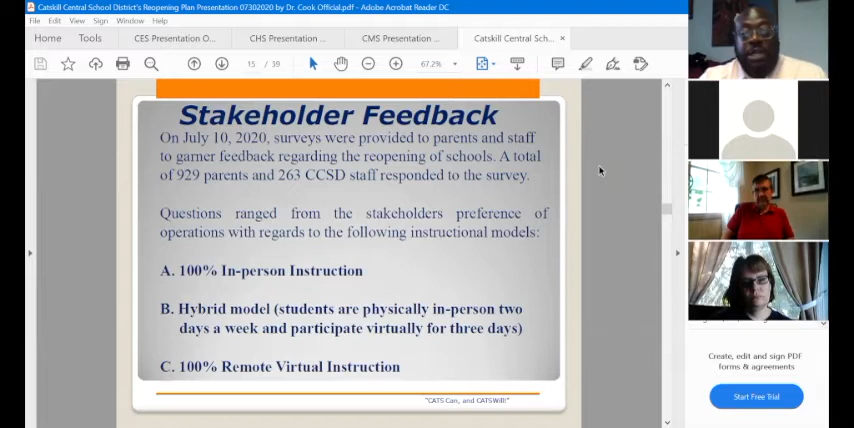 Catskill Central School District's Reopening Plan Presentation 07302020 by Dr. Cook Official.pdf - Adobe Acrobat Reader DC
File Edit View Sign Window Help
Home Tools CES Presentation O... CHS Presentation ... CMS Presentation ... Catskill Central Sch... ×
15 / 39 67.2%
Stakeholder Feedback
On July 10, 2020, surveys were provided to parents and staff
to garner feedback regarding the reopening of schools. A total
of 929 parents and 263 CCSD staff responded to the survey.
Questions ranged from the stakeholders preference of
operations with regards to the following instructional models:
A. 100% In-person Instruction
B. Hybrid model (students are physically in-person two
days a week and participate virtually for three days)
C. 100% Remote Virtual Instruction
"CATS Can, and CATS Will!"
Create, edit and sign PDF
forms & agreements
Start Free Trial